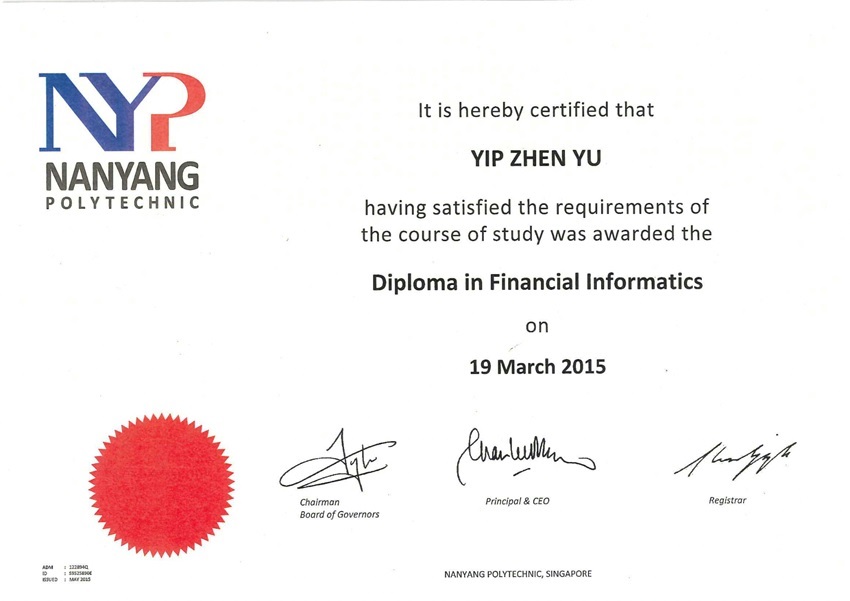 NYP
NANYANG
POLYTECHNIC
It is hereby certified that
YIP ZHEN YU
having satisfied the requirements of
the course of study was awarded the
Diploma in Financial Informatics
on
19 March 2015
Chairman
Board of Governors
Principal & CEO
Registrar
ADM :
ID :
ISSUED : MAY 2015
NANYANG POLYTECHNIC, SINGAPORE